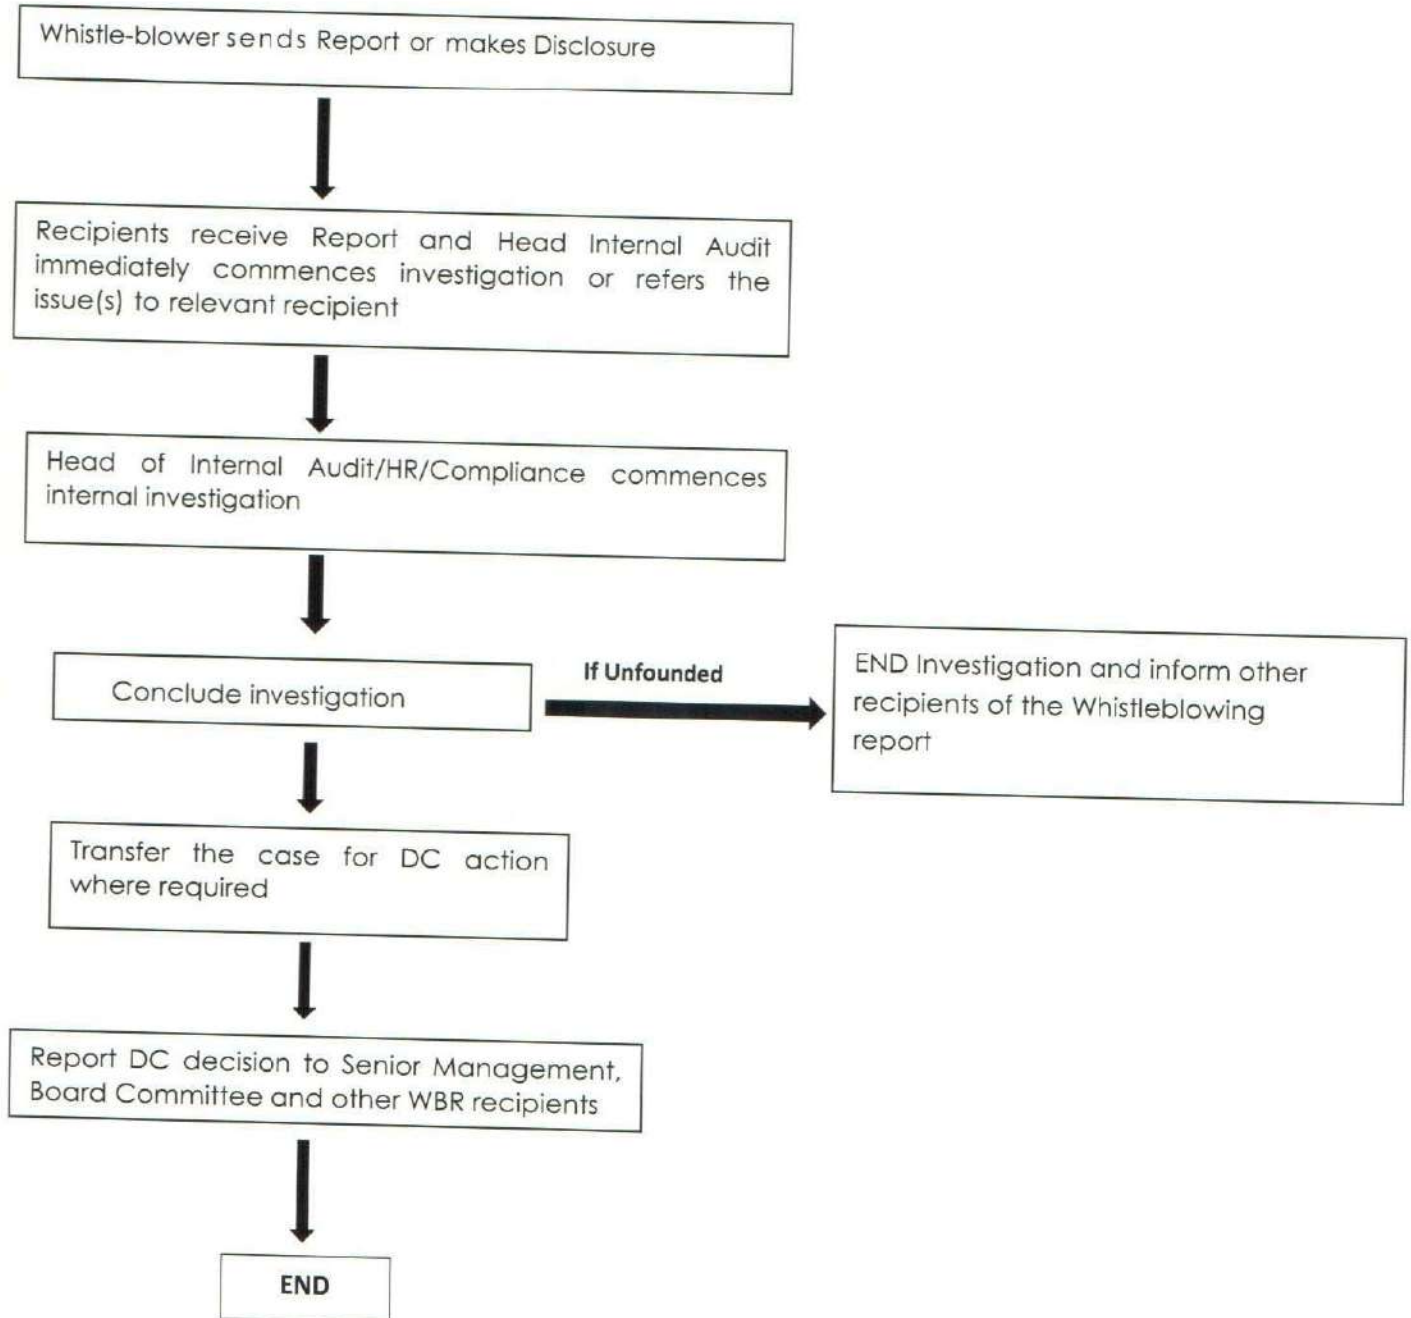 Whistle-blower sends Report or makes Disclosure
Recipients receive Report and Head Internal Audit
immediately commences investigation or refers the
issue(s) to relevant recipient
Head of Internal Audit/HR/Compliance commences
internal investigation
Conclude investigation
If Unfounded
END Investigation and inform other
recipients of the Whistleblowing
report
Transfer the case for DC action
where required
Report DC decision to Senior Management,
Board Committee and other WBR recipients
END